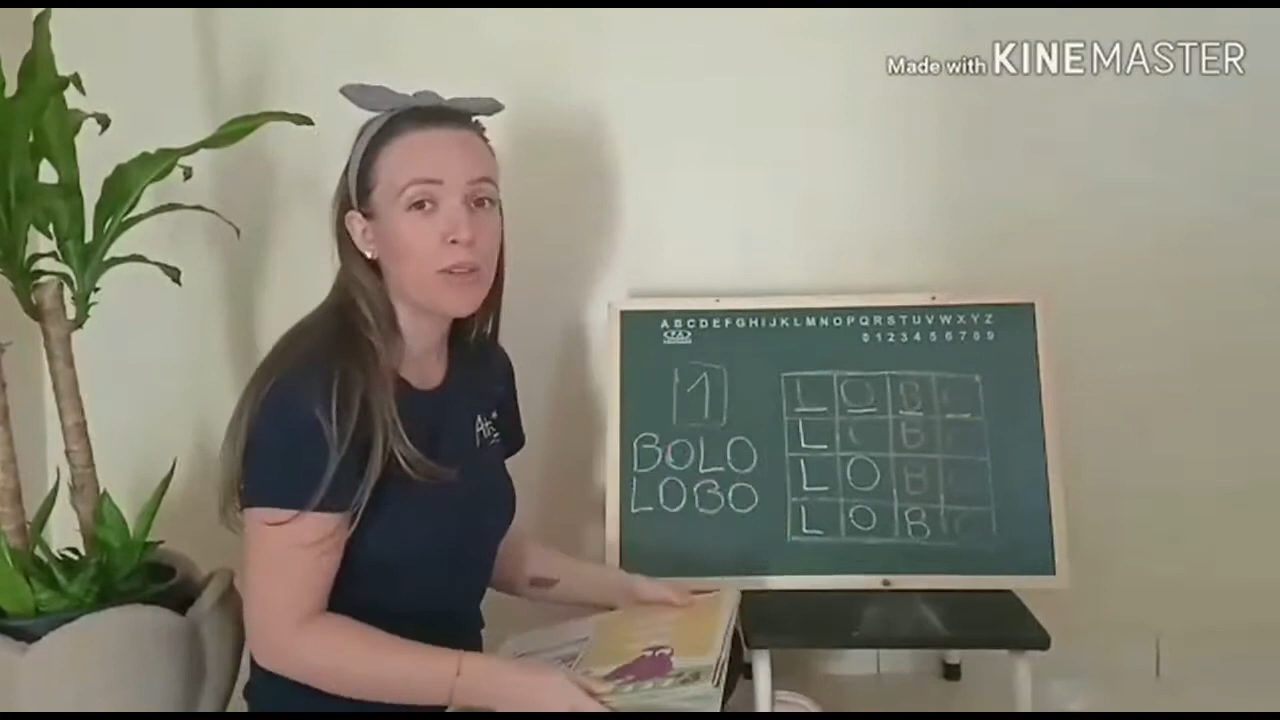 Made with KINEMASTER
ABCDEFGHIJKLMNOPQRSTUVWXYZ
0123456789
1
BOLO
LOBO
L O B
L B
L O B
L O B